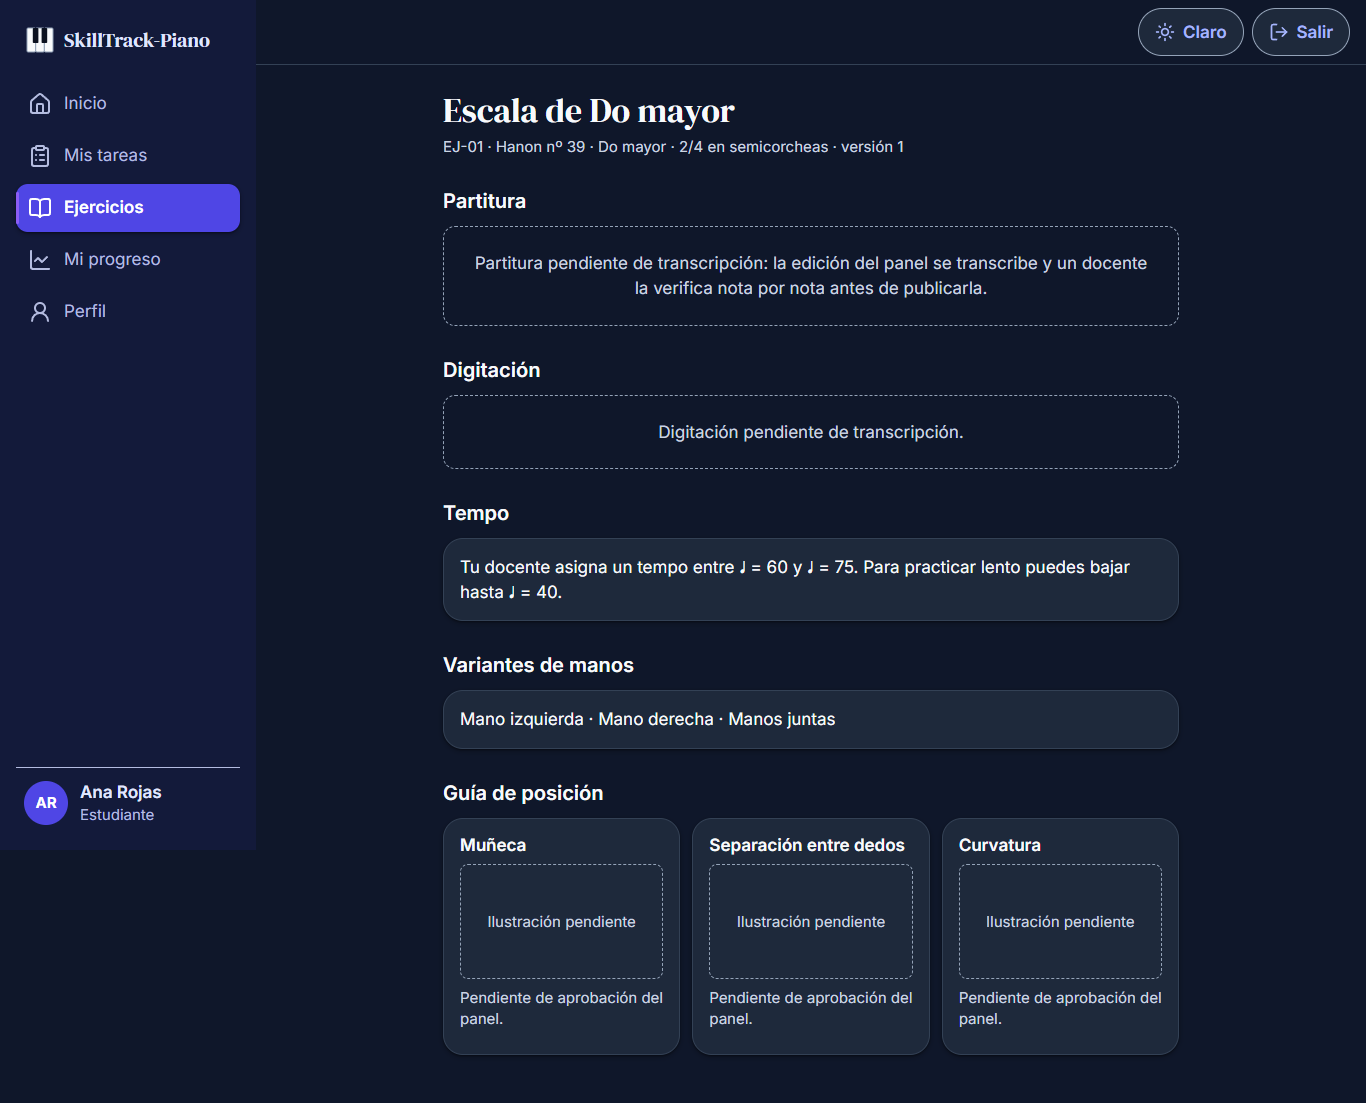 SkillTrack-Piano
Inicio
Mis tareas
Ejercicios
Mi progreso
Perfil
Ana Rojas
AR
Estudiante
Claro
Salir
Escala de Do mayor
EJ-01 · Hanon nº 39 · Do mayor · 2/4 en semicorcheas · versión 1
Partitura
Partitura pendiente de transcripción: la edición del panel se transcribe y un docente
la verifica nota por nota antes de publicarla.
Digitación
Digitación pendiente de transcripción.
Tempo
Tu docente asigna un tempo entre ♩ = 60 y ♩ = 75. Para practicar lento puedes bajar
hasta ♩ = 40.
Variantes de manos
Mano izquierda · Mano derecha · Manos juntas
Guía de posición
Muñeca
Ilustración pendiente
Pendiente de aprobación del
panel.
Separación entre dedos
Ilustración pendiente
Pendiente de aprobación del
panel.
Curvatura
Ilustración pendiente
Pendiente de aprobación del
panel.